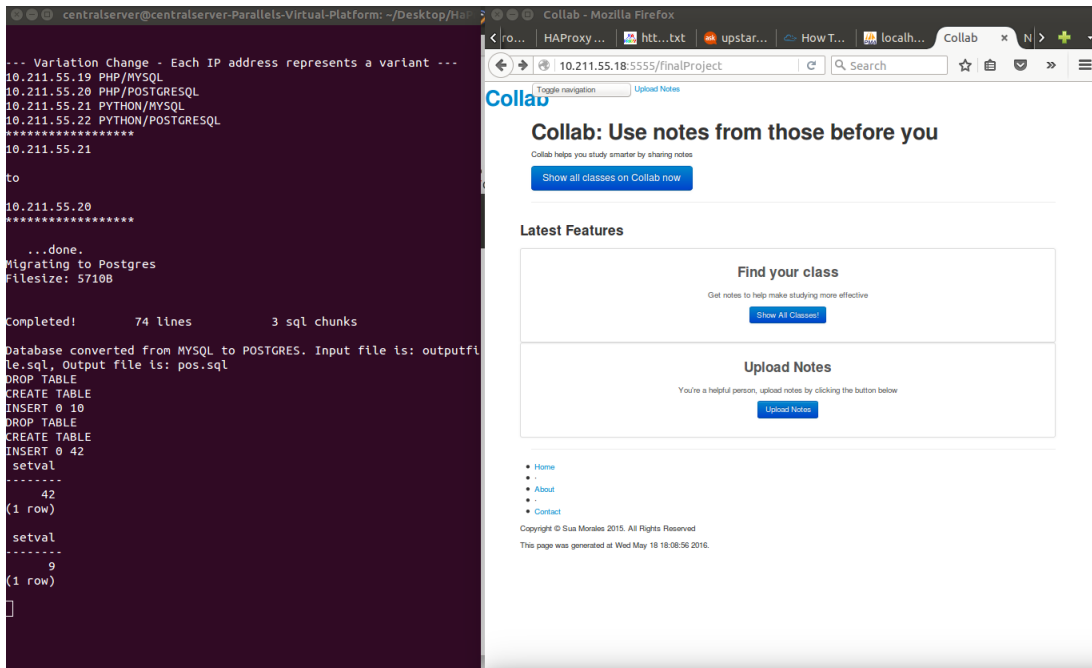 centralserver@centralserver-Parallels-Virtual-Platform: ~/Desktop/HaP
--- Variation Change - Each IP address represents a variant ---
10.211.55.19 PHP/MYSQL
10.211.55.20 PHP/POSTGRESQL
10.211.55.21 PYTHON/MYSQL
10.211.55.22 PYTHON/POSTGRESQL
******************
10.211.55.21
to
10.211.55.20
******************
...done.
Migrating to Postgres
Filesize: 5710B
Completed! 74 lines 3 sql chunks
Database converted from MYSQL to POSTGRES. Input file is: outputfi
le.sql, Output file is: pos.sql
DROP TABLE
CREATE TABLE
INSERT 0 10
DROP TABLE
CREATE TABLE
INSERT 0 42
setval
--------
42
(1 row)
setval
--------
9
(1 row)
Collab - Mozilla Firefox
ro... HAProxy ... htt...txt upstar... How T... localh... Collab × N
10.211.55.18:5555/finalProject Search
Collab Toggle navigation Upload Notes
Collab: Use notes from those before you
Collab helps you study smarter by sharing notes
Show all classes on Collab now
Latest Features
Find your class
Get notes to help make studying more effective
Show All Classes!
Upload Notes
You're a helpful person, upload notes by clicking the button below
Upload Notes
• Home
• ·
• About
• ·
• Contact
Copyright © Sua Morales 2015. All Rights Reserved
This page was generated at Wed May 18 18:08:56 2016.